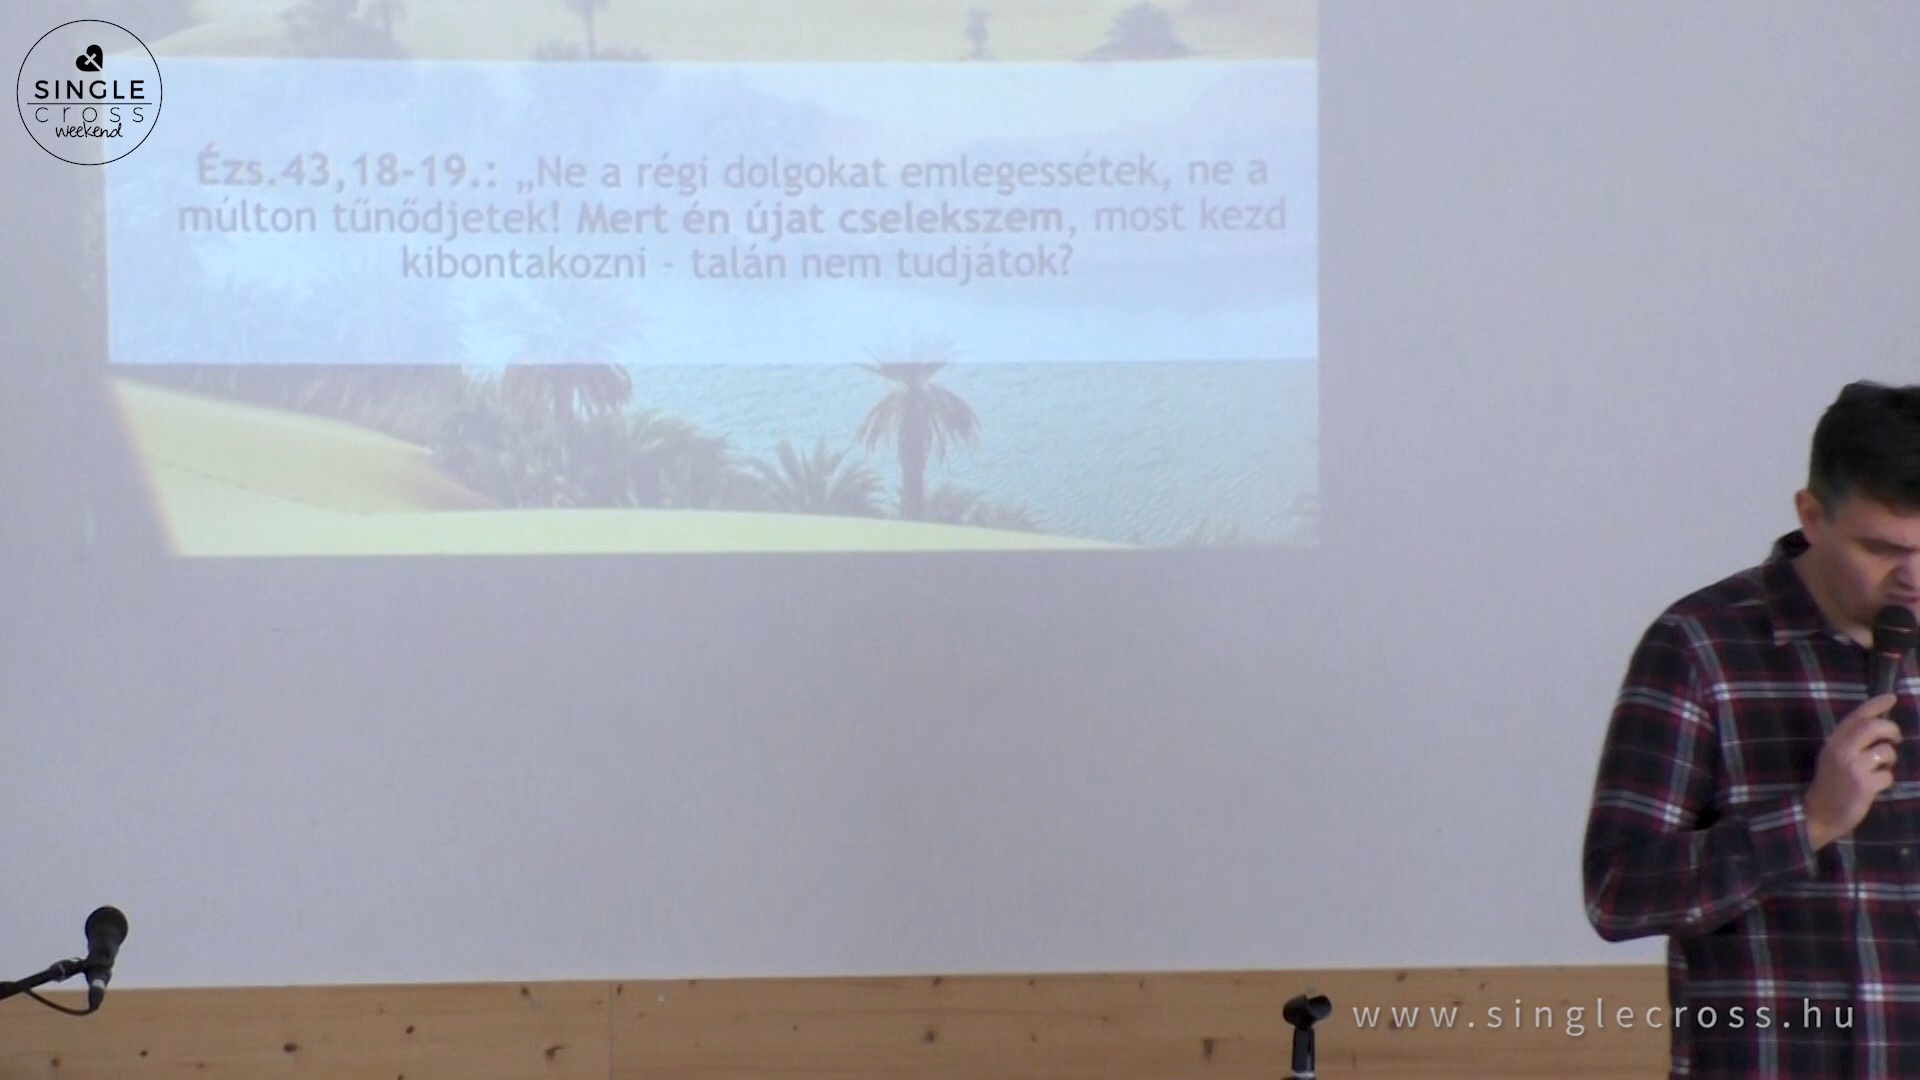 SINGLE
cross
weekend
Ézs.43,18-19.: „Ne a régi dolgokat emlegessétek, ne a
múlton tűnődjetek! Mert én újat cselekszem, most kezd
kibontakozni - talán nem tudjátok?
www.singlecross.hu